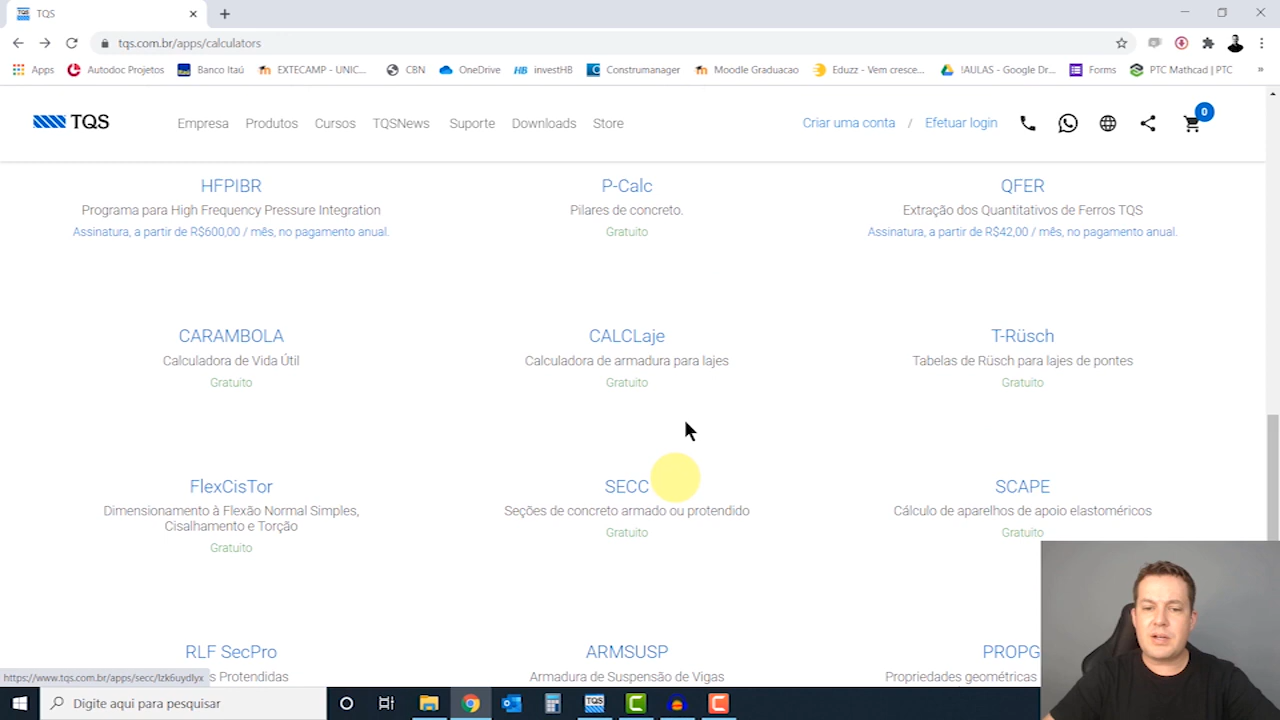 TQS
tqs.com.br/apps/calculators
Apps
Autodoc Projetos
Banco Itaú
EXTECAMP - UNIC...
CBN
OneDrive
HB investHB
Construmanager
Moodle Graduacao
Eduzz - Vem cresce...
!AULAS - Google Dr...
Forms
PTC Mathcad | PTC
»
TQS
Empresa
Produtos
Cursos
TQSNews
Suporte
Downloads
Store
Criar uma conta / Efetuar login
0
HFPIBR
Programa para High Frequency Pressure Integration
Assinatura, a partir de R$600,00 / mês, no pagamento anual.
P-Calc
Pilares de concreto.
Gratuito
QFER
Extração dos Quantitativos de Ferros TQS
Assinatura, a partir de R$42,00 / mês, no pagamento anual.
CARAMBOLA
Calculadora de Vida Útil
Gratuito
CALCLaje
Calculadora de armadura para lajes
Gratuito
T-Rüsch
Tabelas de Rüsch para lajes de pontes
Gratuito
FlexCisTor
Dimensionamento à Flexão Normal Simples,
Cisalhamento e Torção
Gratuito
SECC
Seções de concreto armado ou protendido
Gratuito
SCAPE
Cálculo de aparelhos de apoio elastoméricos
Gratuito
RLF SecPro
s Protendidas
ARMSUSP
Armadura de Suspensão de Vigas
PROPG
Propriedades geométricas
https://www.tqs.com.br/apps/secc/lzk6uydlyx
Digite aqui para pesquisar
TQS